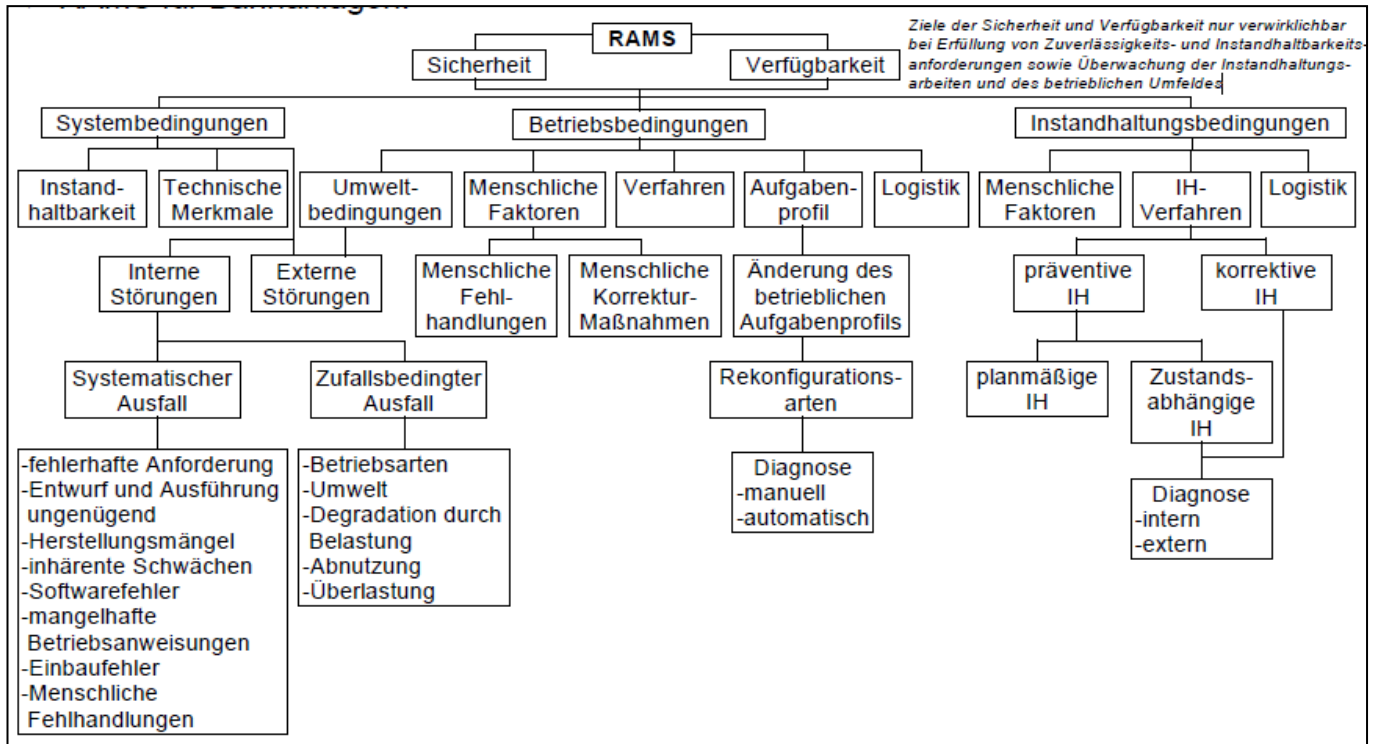 RAMS für Bahnanlagen:
RAMS
Ziele der Sicherheit und Verfügbarkeit nur verwirklichbar
bei Erfüllung von Zuverlässigkeits- und Instandhaltbarkeits-
anforderungen sowie Überwachung der Instandhaltungs-
arbeiten und des betrieblichen Umfeldes
Sicherheit
Verfügbarkeit
Systembedingungen
Betriebsbedingungen
Instandhaltungsbedingungen
Instand-
haltbarkeit
Technische
Merkmale
Umwelt-
bedingungen
Menschliche
Faktoren
Verfahren
Aufgaben-
profil
Logistik
Menschliche
Faktoren
IH-
Verfahren
Logistik
Interne
Störungen
Externe
Störungen
Menschliche
Fehl-
handlungen
Menschliche
Korrektur-
Maßnahmen
Änderung des
betrieblichen
Aufgabenprofils
präventive
IH
korrektive
IH
Systematischer
Ausfall
Zufallsbedingter
Ausfall
Rekonfigurations-
arten
planmäßige
IH
Zustands-
abhängige
IH
-fehlerhafte Anforderung
-Entwurf und Ausführung
ungenügend
-Herstellungsmängel
-inhärente Schwächen
-Softwarefehler
-mangelhafte
Betriebsanweisungen
-Einbaufehler
-Menschliche
Fehlhandlungen
-Betriebsarten
-Umwelt
-Degradation durch
Belastung
-Abnutzung
-Überlastung
Diagnose
-manuell
-automatisch
Diagnose
-intern
-extern